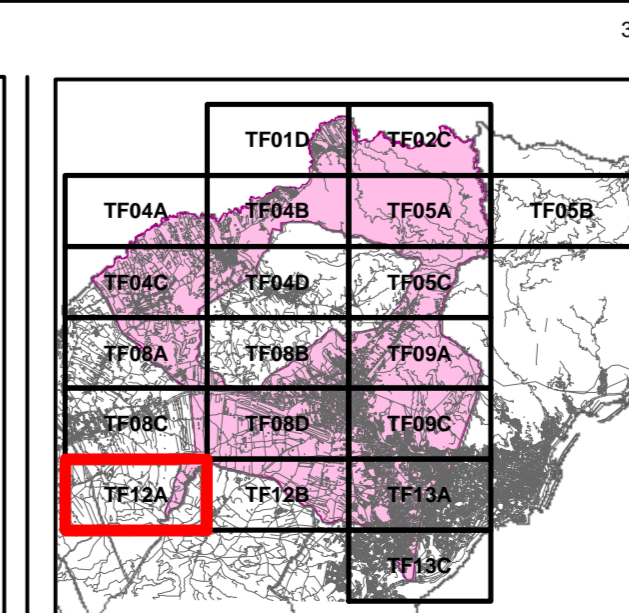 3
TF01D TF02C
TF04A TF04B TF05A TF05B
TF04C TF04D TF05C
TF08A TF08B TF09A
TF08C TF08D TF09C
TF12A TF12B TF13A
TF13C